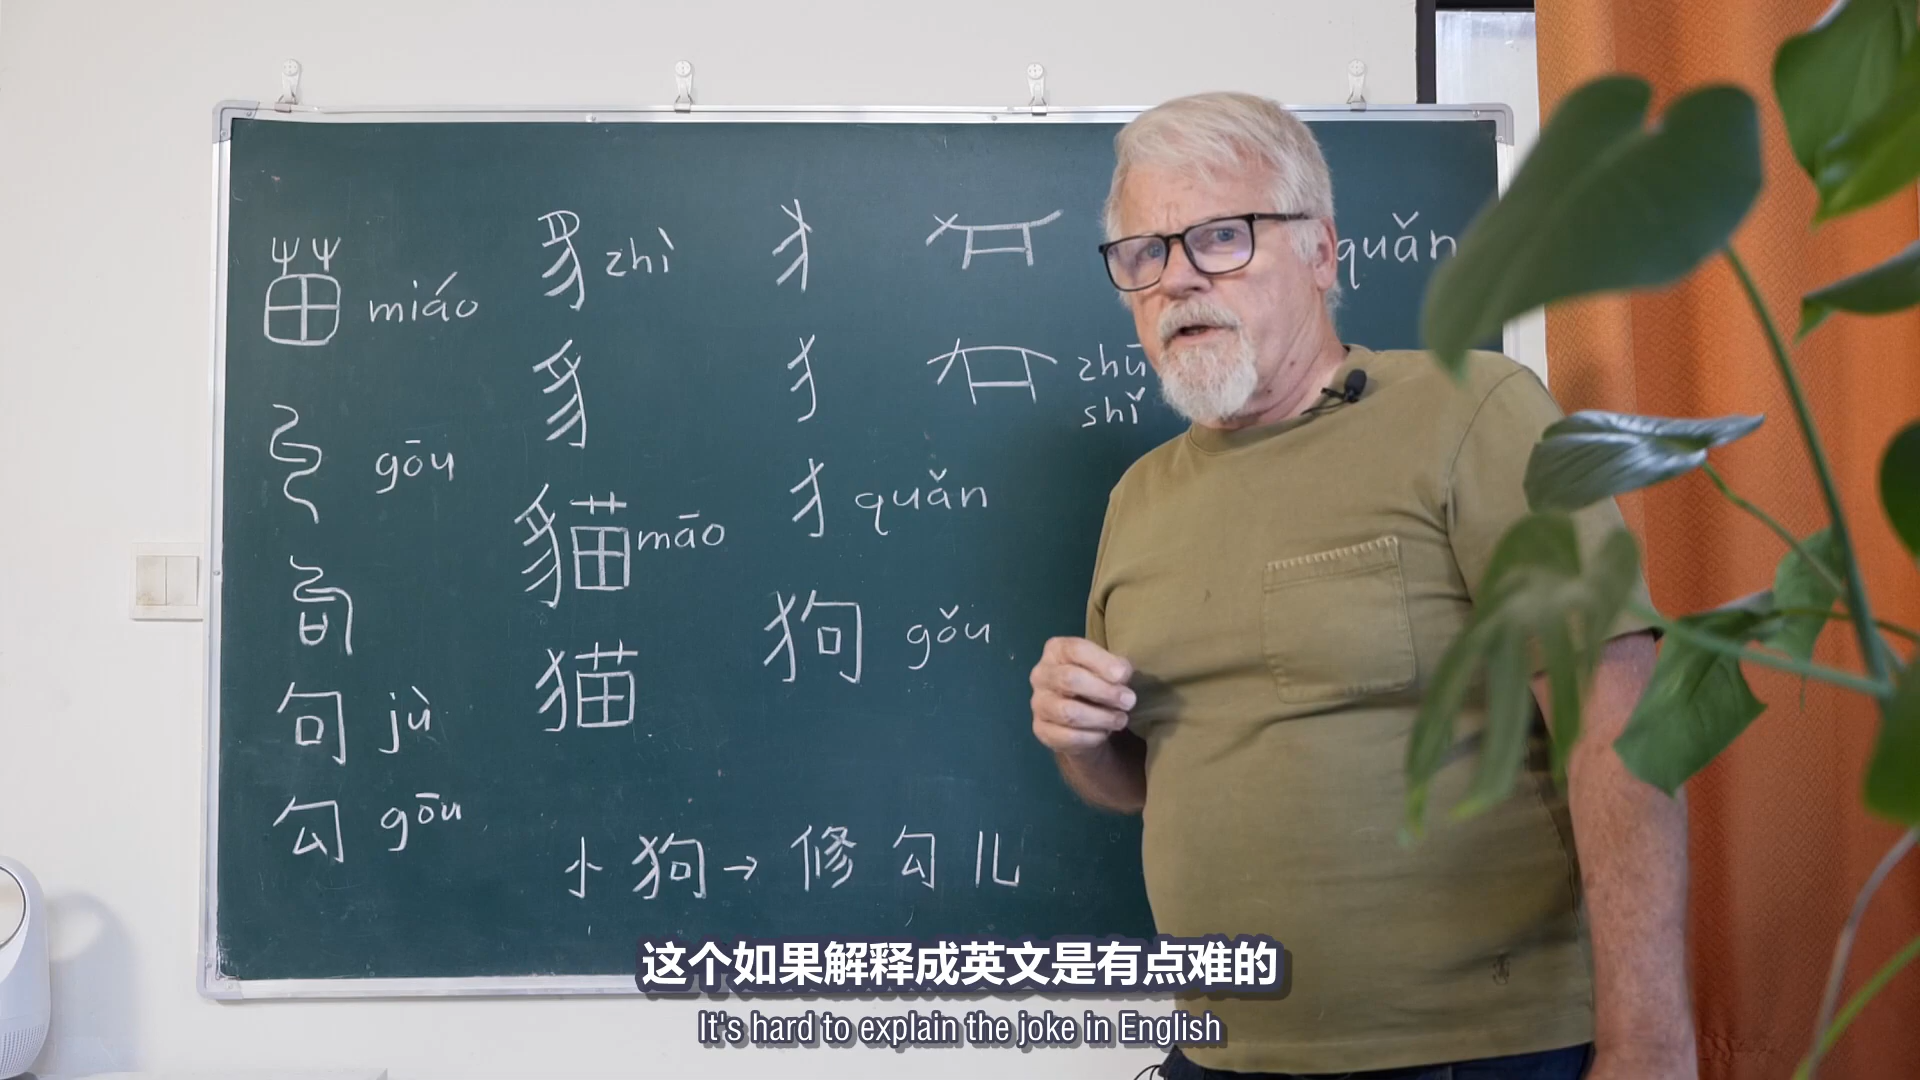 miáo
gōu
句 jù
勾 gōu
豸 zhì
豸
貓 māo
猫
犭
犭
犭 quǎn
狗 gǒu
quǎn
zhū
shǐ
小狗→修勾儿
这个如果解释成英文是有点难的
It's hard to explain the joke in English